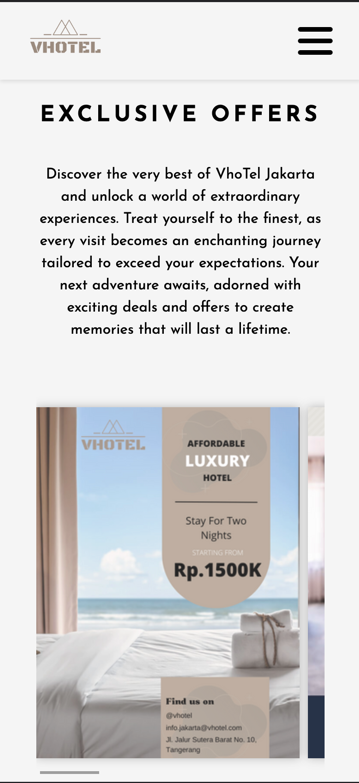 VHOTEL
EXCLUSIVE OFFERS
Discover the very best of VhoTel Jakarta
and unlock a world of extraordinary
experiences. Treat yourself to the finest, as
every visit becomes an enchanting journey
tailored to exceed your expectations. Your
next adventure awaits, adorned with
exciting deals and offers to create
memories that will last a lifetime.
VHOTEL
AFFORDABLE
LUXURY
HOTEL
Stay For Two
Nights
STARTING FROM
Rp.1500K
Find us on
@vhotel
info.jakarta@vhotel.com
Jl. Jalur Sutera Barat No. 10,
Tangerang